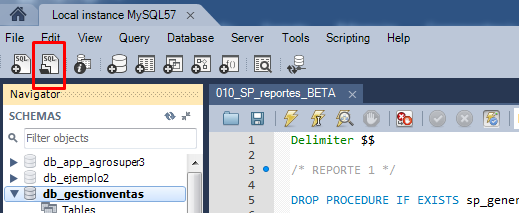 Local instance MySQL57
File Edit View Query Database Server Tools Scripting Help
SQL SQL
Navigator
SCHEMAS
Filter objects
db_app_agrosuper3
db_ejemplo2
db_gestionventas
Tables
010_SP_reportes_BETA
1 Delimiter $$
2
3 /* REPORTE 1 */
4
5 DROP PROCEDURE IF EXISTS sp_gener